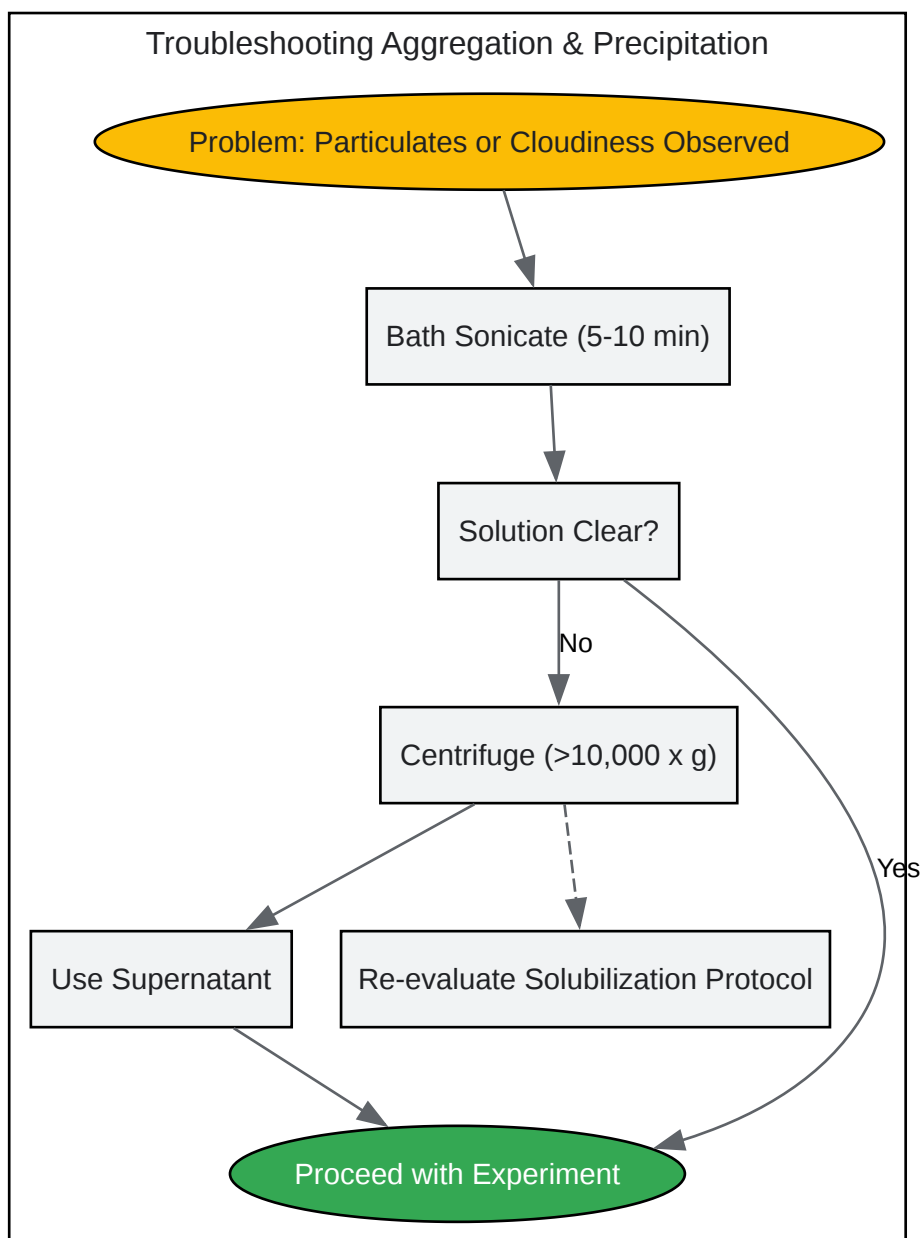 Troubleshooting Aggregation & Precipitation
Problem: Particulates or Cloudiness Observed
Bath Sonicate (5-10 min)
Solution Clear?
No
Centrifuge (>10,000 x g)
Yes
Use Supernatant
Re-evaluate Solubilization Protocol
Proceed with Experiment